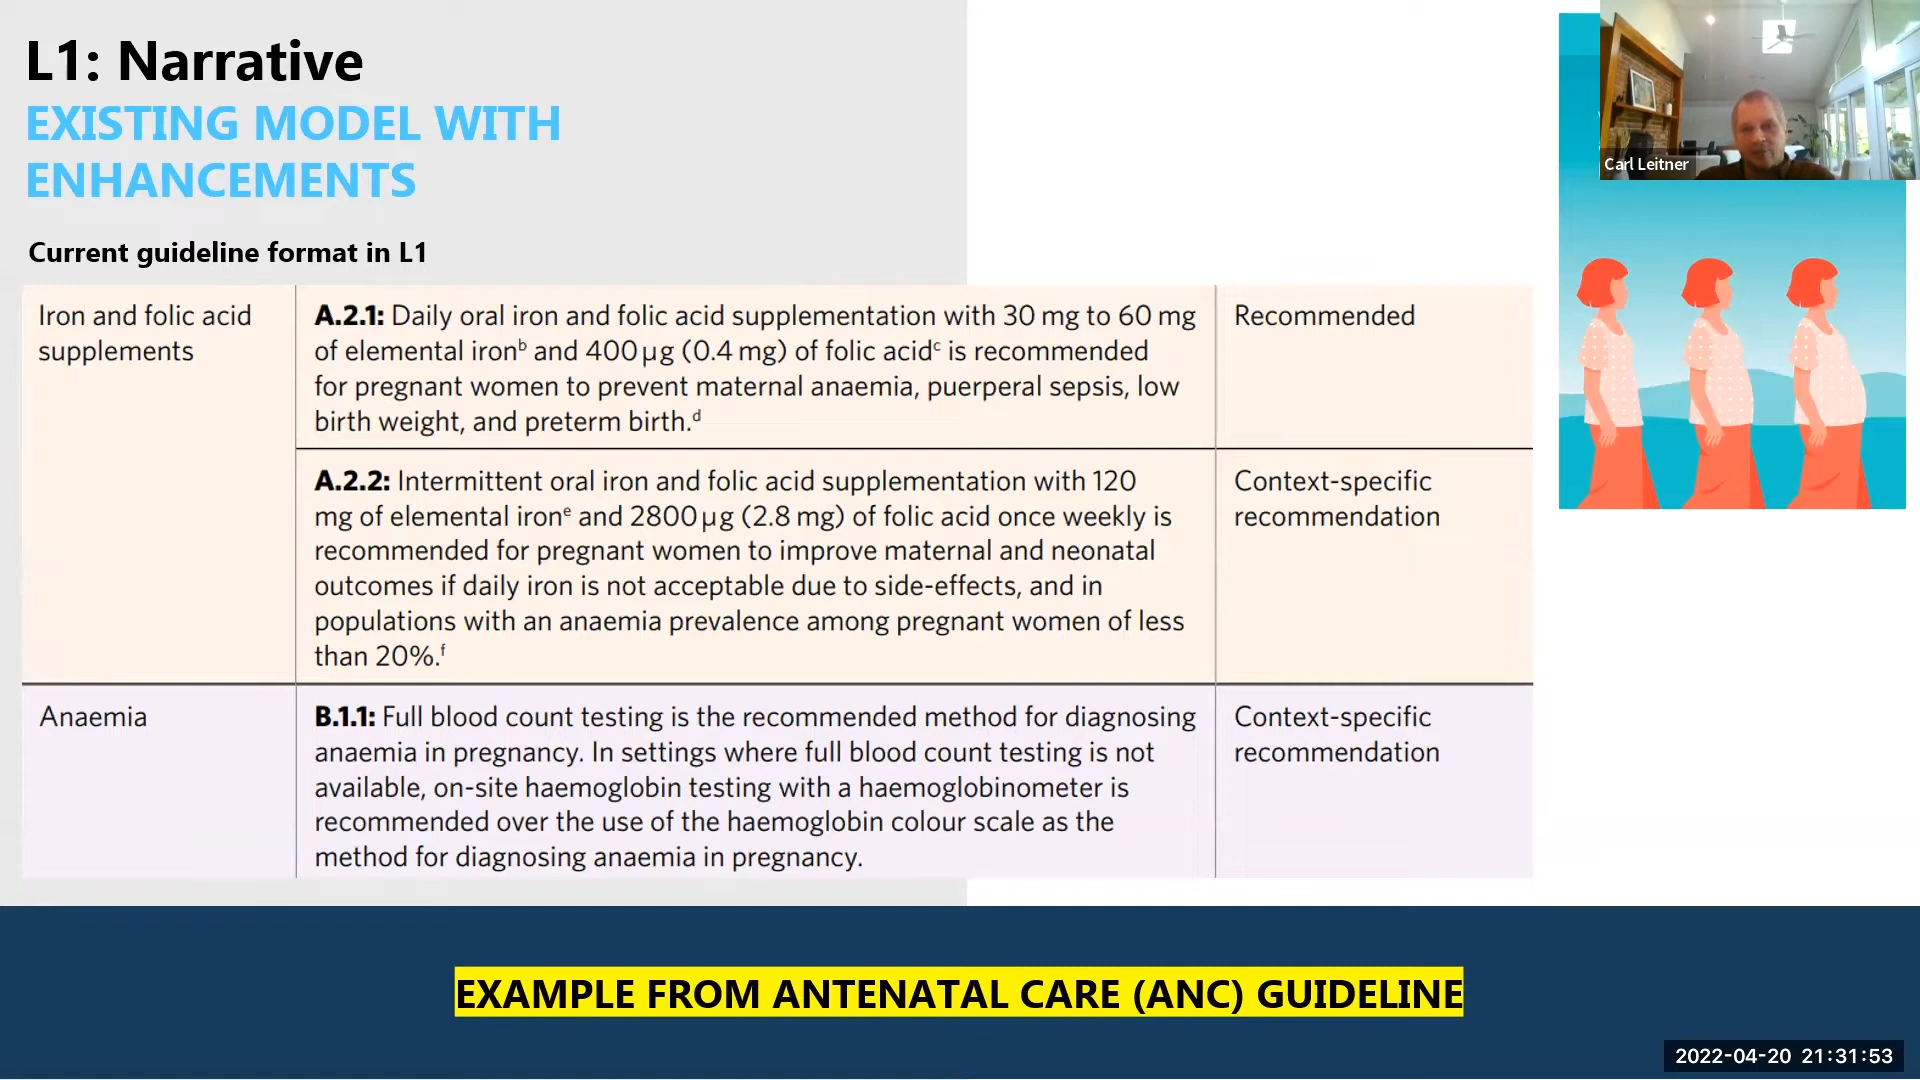 L1: Narrative
EXISTING MODEL WITH
ENHANCEMENTS
Current guideline format in L1
Iron and folic acid
supplements
A.2.1: Daily oral iron and folic acid supplementation with 30 mg to 60 mg
of elemental ironᵇ and 400 µg (0.4 mg) of folic acidᶜ is recommended
for pregnant women to prevent maternal anaemia, puerperal sepsis, low
birth weight, and preterm birth.ᵈ
Recommended
A.2.2: Intermittent oral iron and folic acid supplementation with 120
mg of elemental ironᵉ and 2800 µg (2.8 mg) of folic acid once weekly is
recommended for pregnant women to improve maternal and neonatal
outcomes if daily iron is not acceptable due to side-effects, and in
populations with an anaemia prevalence among pregnant women of less
than 20%.ᶠ
Context-specific
recommendation
Anaemia
B.1.1: Full blood count testing is the recommended method for diagnosing
anaemia in pregnancy. In settings where full blood count testing is not
available, on-site haemoglobin testing with a haemoglobinometer is
recommended over the use of the haemoglobin colour scale as the
method for diagnosing anaemia in pregnancy.
Context-specific
recommendation
Carl Leitner
EXAMPLE FROM ANTENATAL CARE (ANC) GUIDELINE
2022-04-20 21:31:53